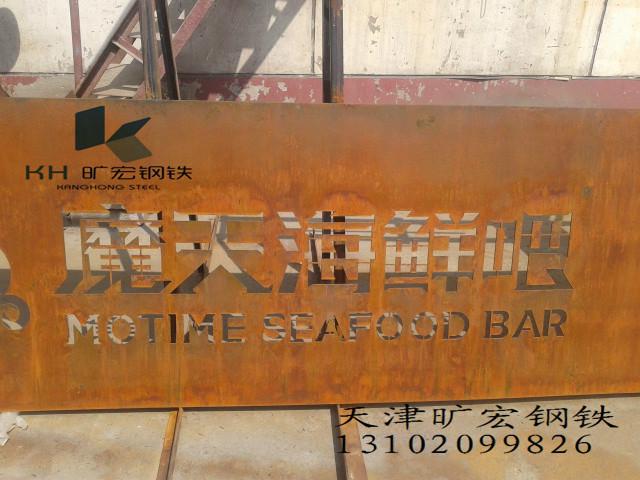 KH 旷宏钢铁
KANGHONG STEEL
魔天海鲜吧
MOTIME SEAFOOD BAR
天津旷宏钢铁
13102099826